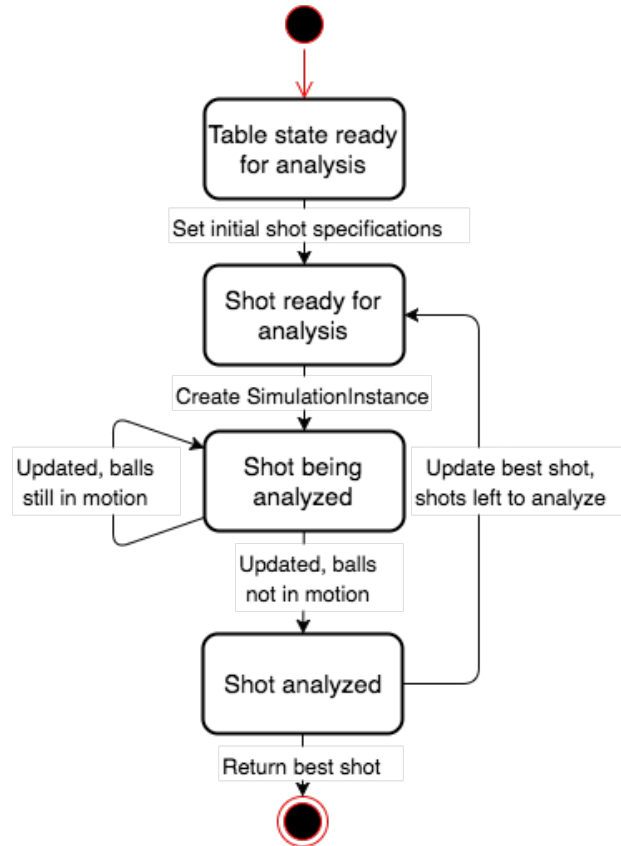 Table state ready
for analysis
Set initial shot specifications
Shot ready for
analysis
Create SimulationInstance
Updated, balls
still in motion
Shot being
analyzed
Update best shot,
shots left to analyze
Updated, balls
not in motion
Shot analyzed
Return best shot